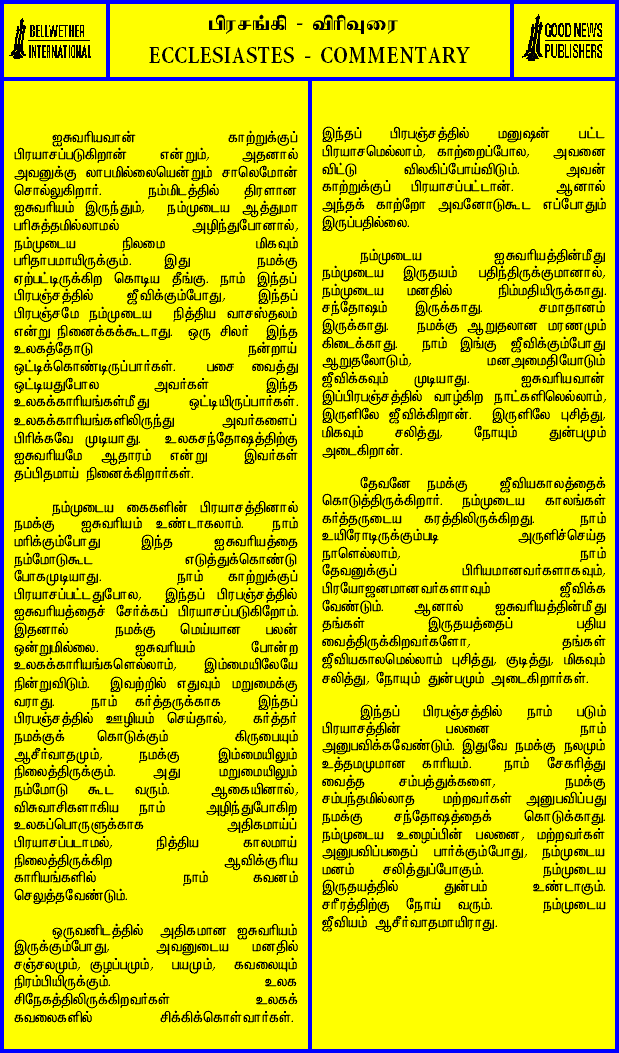 BELLWETHER
INTERNATIONAL
பிரசங்கி - விரிவுரை
ECCLESIASTES - COMMENTARY
GOOD NEWS
PUBLISHERS
ஐசுவரியவான் காற்றுக்குப்
பிரயாசப்படுகிறான் என்றும், அதனால்
அவனுக்கு லாபமில்லையென்றும் சாலெமோன்
சொல்லுகிறார். நம்மிடத்தில் திரளான
ஐசுவரியம் இருந்தும், நம்முடைய ஆத்துமா
பரிசுத்தமில்லாமல் அழிந்துபோனால்,
நம்முடைய நிலமை மிகவும்
பரிதாபமாயிருக்கும். இது நமக்கு
ஏற்பட்டிருக்கிற கொடிய தீங்கு. நாம் இந்தப்
பிரபஞ்சத்தில் ஜீவிக்கும்போது, இந்தப்
பிரபஞ்சமே நம்முடைய நித்திய வாசஸ்தலம்
என்று நினைக்கக்கூடாது. ஒரு சிலர் இந்த
உலகத்தோடு நன்றாய்
ஒட்டிக்கொண்டிருப்பார்கள். பசை வைத்து
ஒட்டியதுபோல அவர்கள் இந்த
உலகக்காரியங்கள்மீது ஒட்டியிருப்பார்கள்.
உலகக்காரியங்களிலிருந்து அவர்களைப்
பிரிக்கவே முடியாது. உலகசந்தோஷத்திற்கு
ஐசுவரியமே ஆதாரம் என்று இவர்கள்
தப்பிதமாய் நினைக்கிறார்கள்.
நம்முடைய கைகளின் பிரயாசத்தினால்
நமக்கு ஐசுவரியம் உண்டாகலாம். நாம்
மரிக்கும்போது இந்த ஐசுவரியத்தை
நம்மோடுகூட எடுத்துக்கொண்டு
போகமுடியாது. நாம் காற்றுக்குப்
பிரயாசப்பட்டதுபோல, இந்தப் பிரபஞ்சத்தில்
ஐசுவரியத்தைச் சேர்க்கப் பிரயாசப்படுகிறோம்.
இதனால் நமக்கு மெய்யான பலன்
ஒன்றுமில்லை. ஐசுவரியம் போன்ற
உலகக்காரியங்களெல்லாம், இம்மையிலேயே
நின்றுவிடும். இவற்றில் எதுவும் மறுமைக்கு
வராது. நாம் கர்த்தருக்காக இந்தப்
பிரபஞ்சத்தில் ஊழியம் செய்தால், கர்த்தர்
நமக்குக் கொடுக்கும் கிருபையும்
ஆசீர்வாதமும், நமக்கு இம்மையிலும்
நிலைத்திருக்கும். அது மறுமையிலும்
நம்மோடு கூட வரும். ஆகையினால்,
விசுவாசிகளாகிய நாம் அழிந்துபோகிற
உலகப்பொருளுக்காக அதிகமாய்ப்
பிரயாசப்படாமல், நித்திய காலமாய்
நிலைத்திருக்கிற ஆவிக்குரிய
காரியங்களில் நாம் கவனம்
செலுத்தவேண்டும்.
ஒருவனிடத்தில் அதிகமான ஐசுவரியம்
இருக்கும்போது, அவனுடைய மனதில்
சஞ்சலமும், குழப்பமும், பயமும், கவலையும்
நிரம்பியிருக்கும். உலக
சிநேகத்திலிருக்கிறவர்கள் உலகக்
கவலைகளில் சிக்கிக்கொள்வார்கள்.
இந்தப் பிரபஞ்சத்தில் மனுஷன் பட்ட
பிரயாசமெல்லாம், காற்றைப்போல, அவனை
விட்டு விலகிப்போய்விடும். அவன்
காற்றுக்குப் பிரயாசப்பட்டான். ஆனால்
அந்தக் காற்றோ அவனோடுகூட எப்போதும்
இருப்பதில்லை.
நம்முடைய ஐசுவரியத்தின்மீது
நம்முடைய இருதயம் பதிந்திருக்குமானால்,
நம்முடைய மனதில் நிம்மதியிருக்காது.
சந்தோஷம் இருக்காது. சமாதானம்
இருக்காது. நமக்கு ஆறுதலான மரணமும்
கிடைக்காது. நாம் இங்கு ஜீவிக்கும்போது
ஆறுதலோடும், மனஅமைதியோடும்
ஜீவிக்கவும் முடியாது. ஐசுவரியவான்
இப்பிரபஞ்சத்தில் வாழ்கிற நாட்களிலெல்லாம்,
இருளிலே ஜீவிக்கிறான். இருளிலே புசித்து,
மிகவும் சலித்து, நோயும் துன்பமும்
அடைகிறான்.
தேவனே நமக்கு ஜீவியகாலத்தைக்
கொடுத்திருக்கிறார். நம்முடைய காலங்கள்
கர்த்தருடைய கரத்திலிருக்கிறது. நாம்
உயிரோடிருக்கும்படி அருளிச்செய்த
நாளெல்லாம், நாம்
தேவனுக்குப் பிரியமானவர்களாகவும்,
பிரயோஜனமானவர்களாவும் ஜீவிக்க
வேண்டும். ஆனால் ஐசுவரியத்தின்மீது
தங்கள் இருதயத்தைப் பதிய
வைத்திருக்கிறவர்களோ, தங்கள்
ஜீவியகாலமெல்லாம் புசித்து, குடித்து, மிகவும்
சலித்து, நோயும் துன்பமும் அடைகிறார்கள்.
இந்தப் பிரபஞ்சத்தில் நாம் படும்
பிரயாசத்தின் பலனை நாம்
அனுபவிக்கவேண்டும். இதுவே நமக்கு நலமும்
உத்தமமுமான காரியம். நாம் சேகரித்து
வைத்த சம்பத்துக்களை, நமக்கு
சம்பந்தமில்லாத மற்றவர்கள் அனுபவிப்பது
நமக்கு சந்தோஷத்தைக் கொடுக்காது.
நம்முடைய உழைப்பின் பலனை, மற்றவர்கள்
அனுபவிப்பதைப் பார்க்கும்போது, நம்முடைய
மனம் சலித்துப்போகும். நம்முடைய
இருதயத்தில் துன்பம் உண்டாகும்.
சரீரத்திற்கு நோய் வரும். நம்முடைய
ஜீவியம் ஆசீர்வாதமாயிராது.